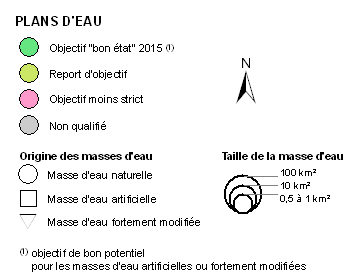 PLANS D'EAU
Objectif "bon état" 2015 (1)
Report d'objectif
Objectif moins strict
Non qualifié
N
Origine des masses d'eau
Masse d'eau naturelle
Masse d'eau artificielle
Masse d'eau fortement modifiée
Taille de la masse d'eau
100 km²
10 km²
0,5 à 1 km²
(1) objectif de bon potentiel
pour les masses d'eau artificielles ou fortement modifiées